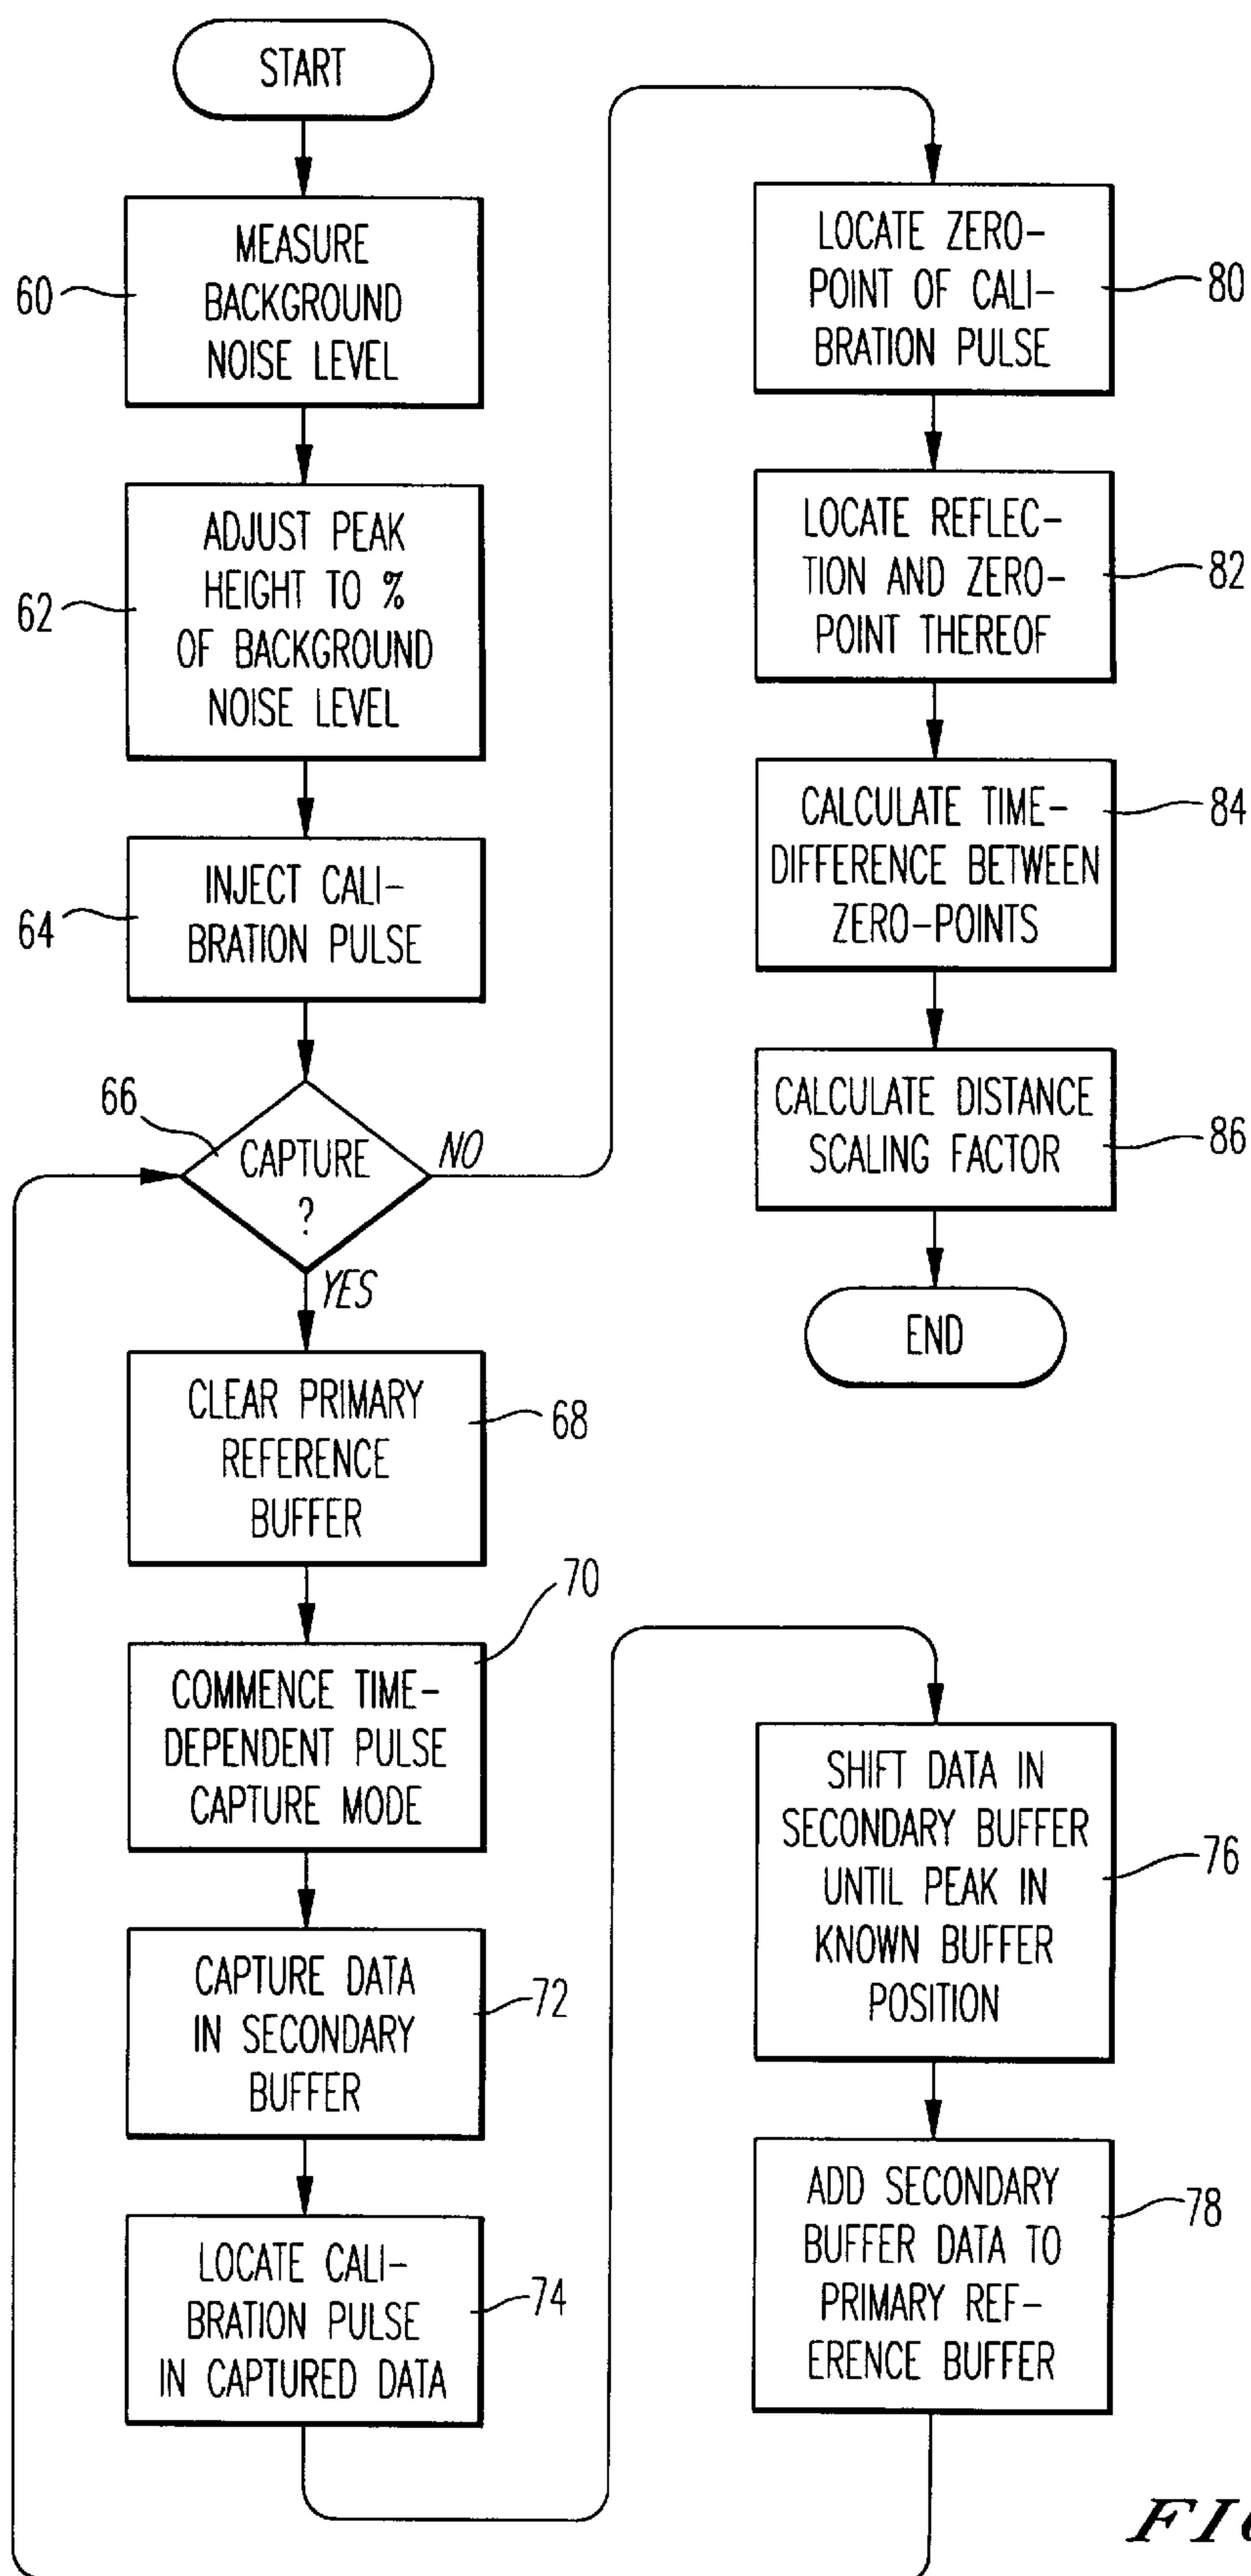 START
MEASURE
BACKGROUND
NOISE LEVEL
60
ADJUST PEAK
HEIGHT TO %
OF BACKGROUND
NOISE LEVEL
62
INJECT CALI-
BRATION PULSE
64
66
CAPTURE
?
NO
YES
CLEAR PRIMARY
REFERENCE
BUFFER
68
COMMENCE TIME-
DEPENDENT PULSE
CAPTURE MODE
70
CAPTURE DATA
IN SECONDARY
BUFFER
72
LOCATE CALI-
BRATION PULSE
IN CAPTURED DATA
74
SHIFT DATA IN
SECONDARY BUFFER
UNTIL PEAK IN
KNOWN BUFFER
POSITION
76
ADD SECONDARY
BUFFER DATA TO
PRIMARY REF-
ERENCE BUFFER
78
LOCATE ZERO-
POINT OF CALI-
BRATION PULSE
80
LOCATE REFLEC-
TION AND ZERO-
POINT THEREOF
82
CALCULATE TIME-
DIFFERENCE BETWEEN
ZERO-POINTS
84
CALCULATE DISTANCE
SCALING FACTOR
86
END